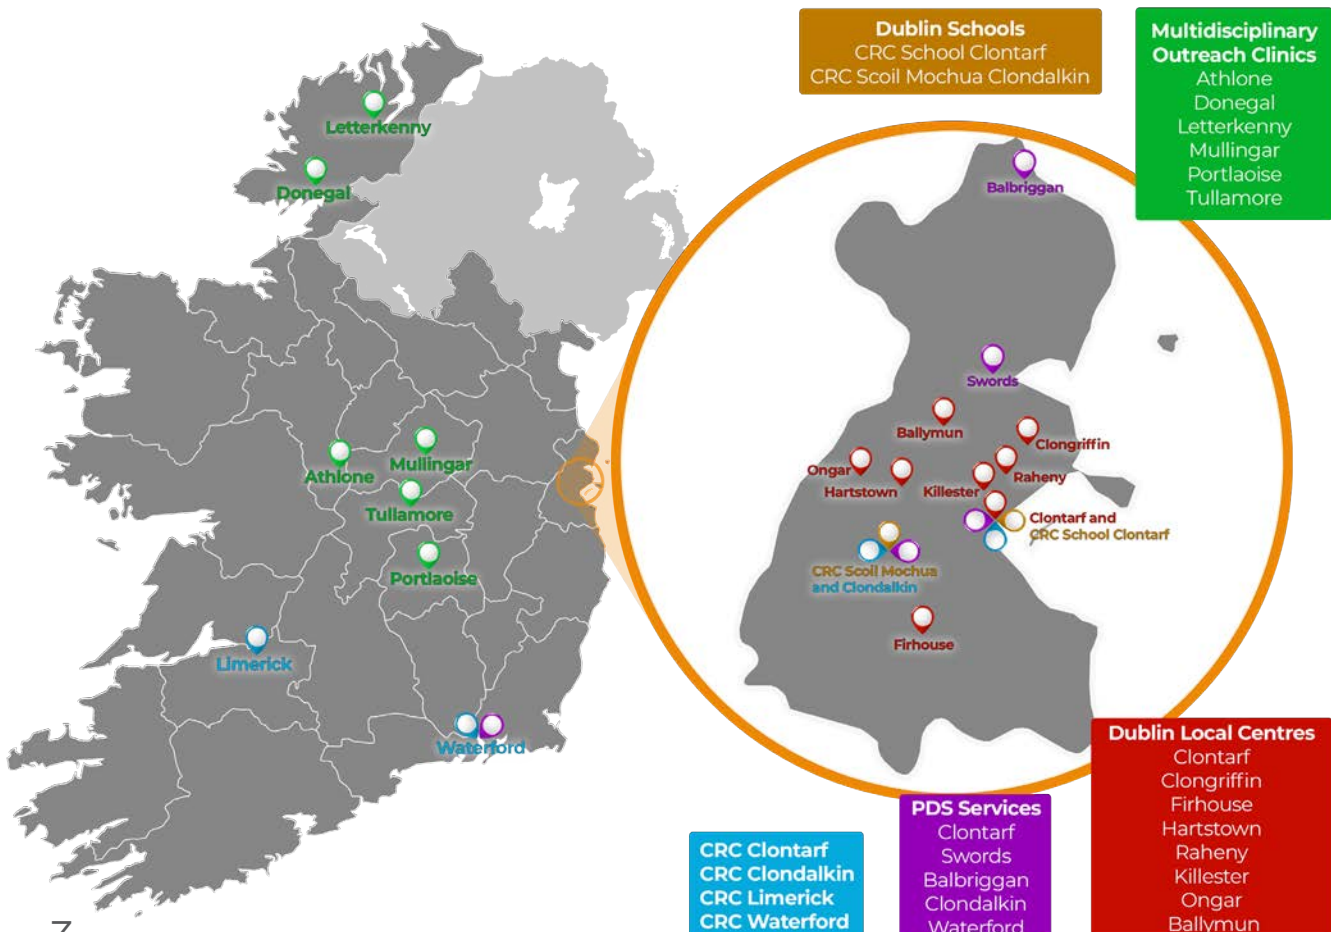 Dublin Schools
CRC School Clontarf
CRC Scoil Mochua Clondalkin
Multidisciplinary
Outreach Clinics
Athlone
Donegal
Letterkenny
Mullingar
Portlaoise
Tullamore
Letterkenny
Donegal
Athlone
Mullingar
Tullamore
Portlaoise
Limerick
Waterford
Balbriggan
Swords
Ballymun
Clongriffin
Ongar
Hartstown
Killester
Raheny
Clontarf and
CRC School Clontarf
CRC Scoil Mochua
and Clondalkin
Firhouse
CRC Clontarf
CRC Clondalkin
CRC Limerick
CRC Waterford
PDS Services
Clontarf
Swords
Balbriggan
Clondalkin
Waterford
Dublin Local Centres
Clontarf
Clongriffin
Firhouse
Hartstown
Raheny
Killester
Ongar
Ballymun